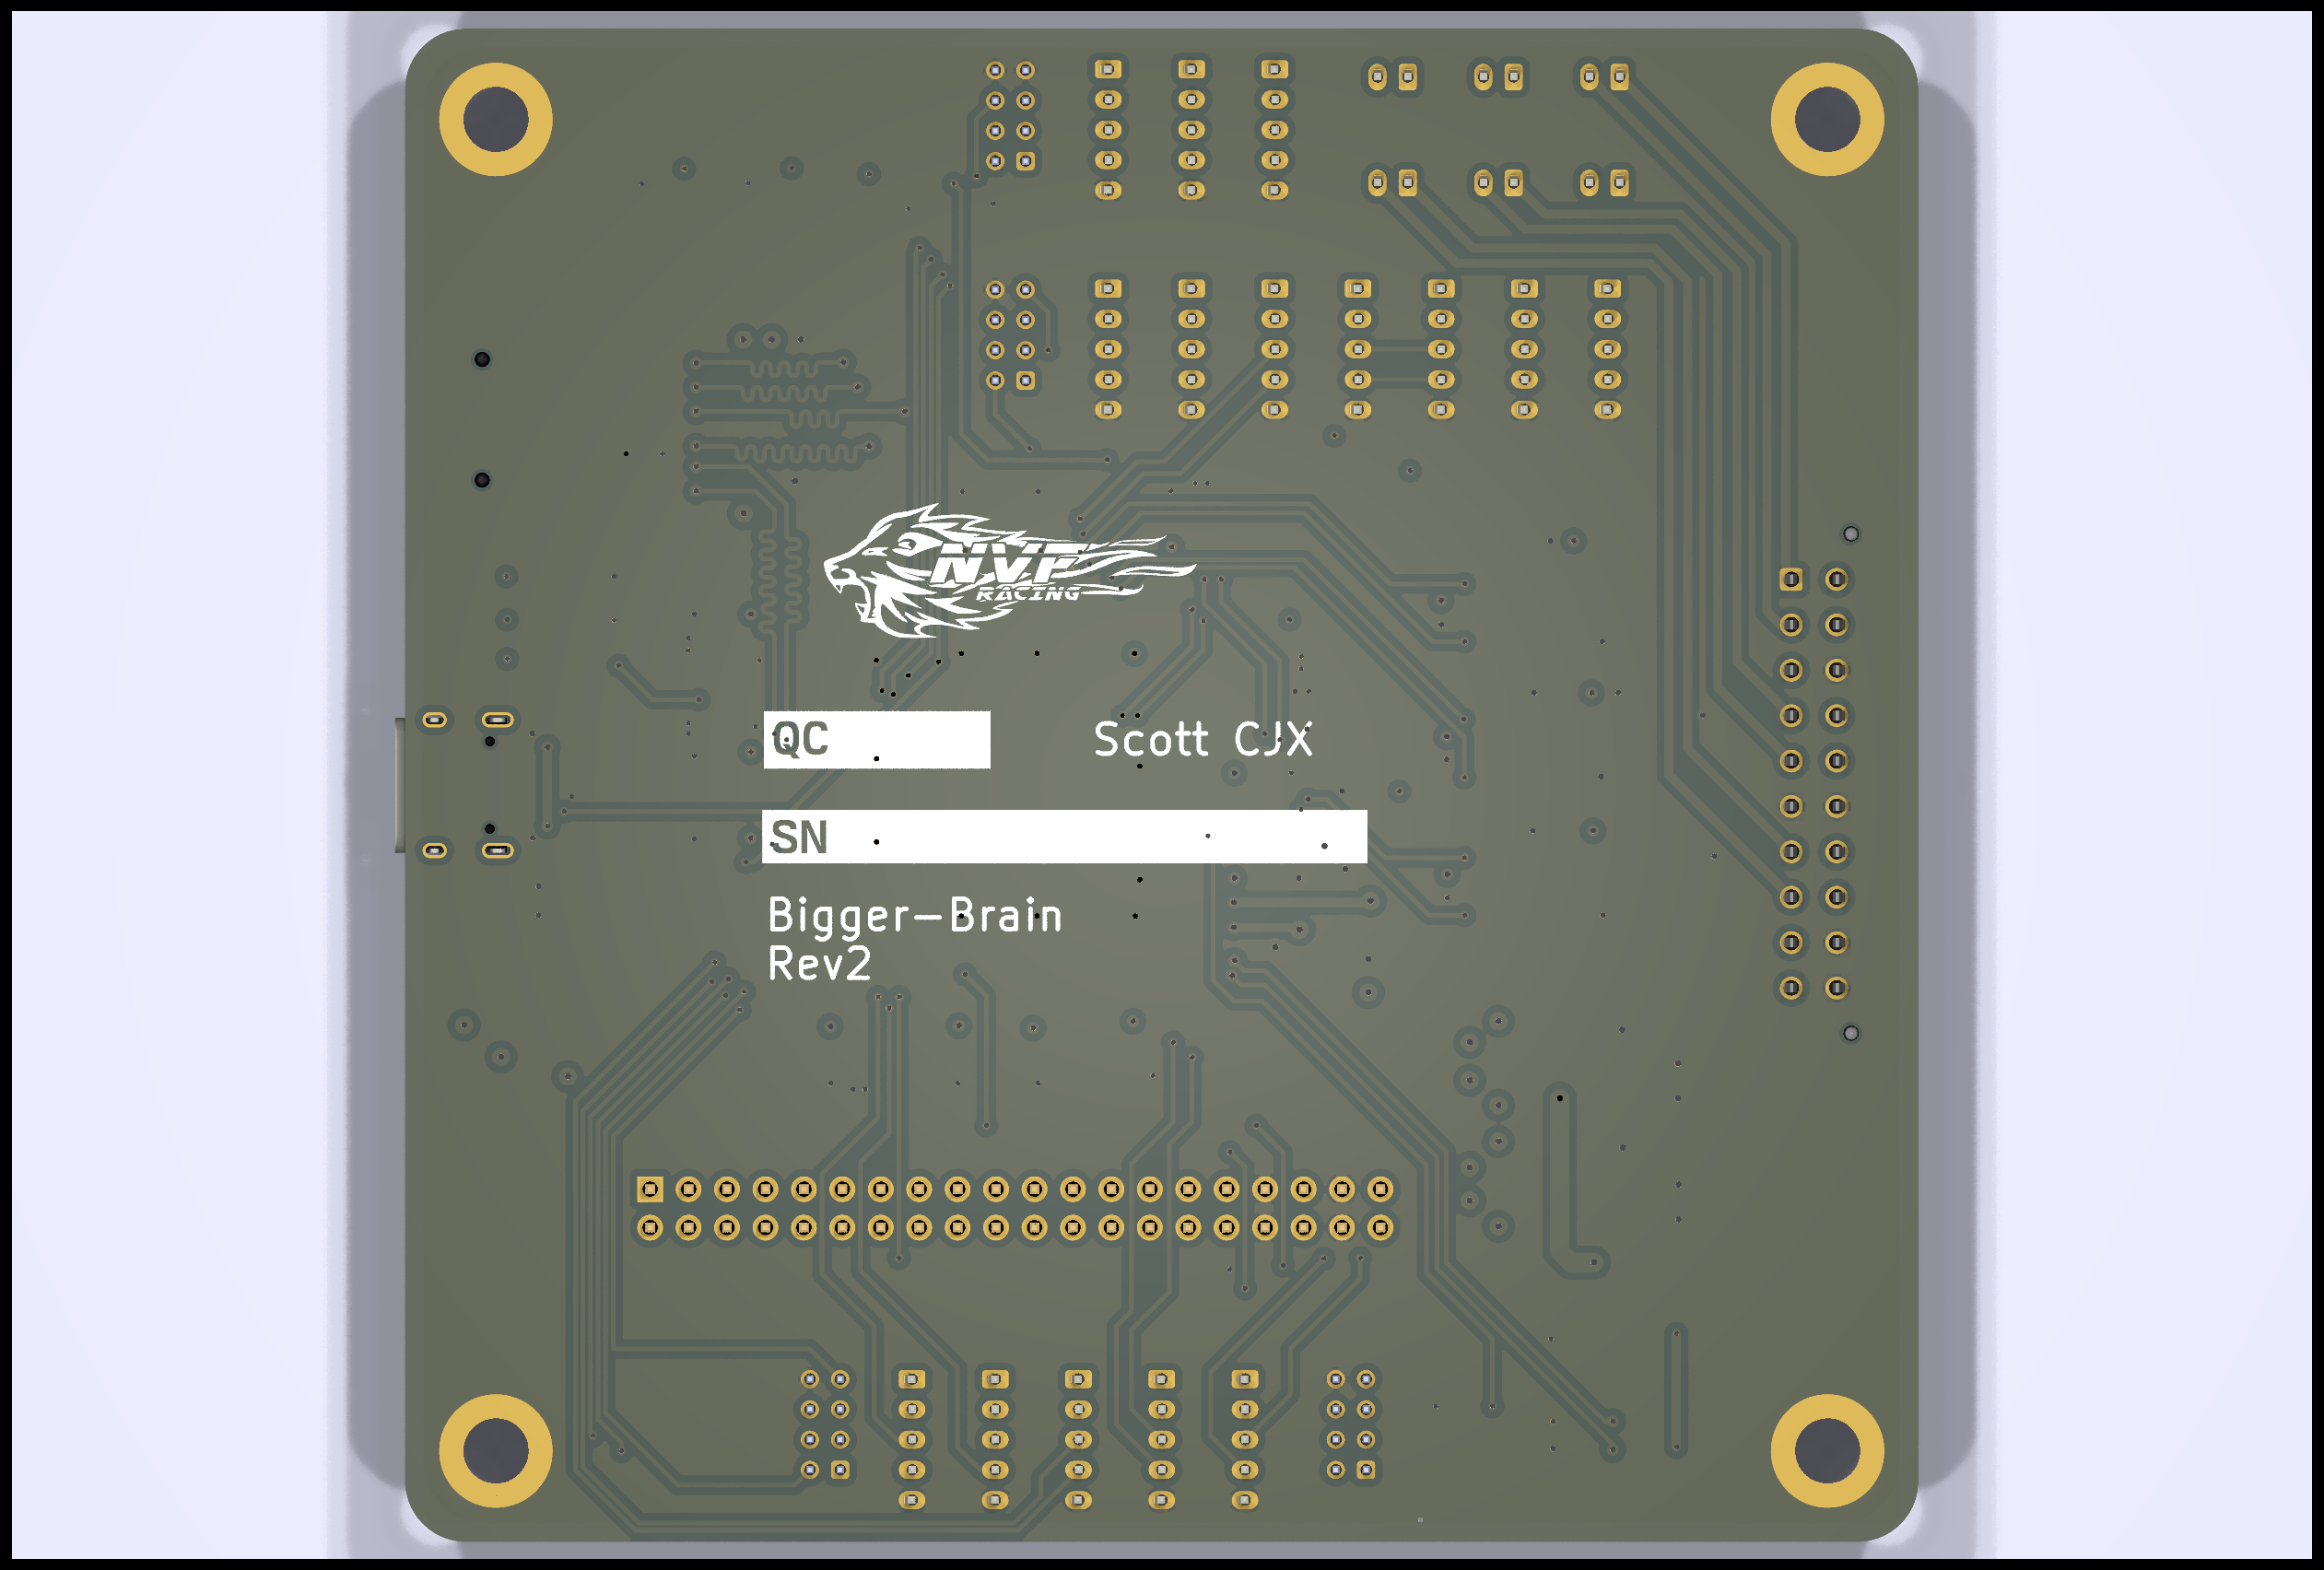 NVF
RACING
QC
Scott CJX
SN
Bigger-Brain
Rev2